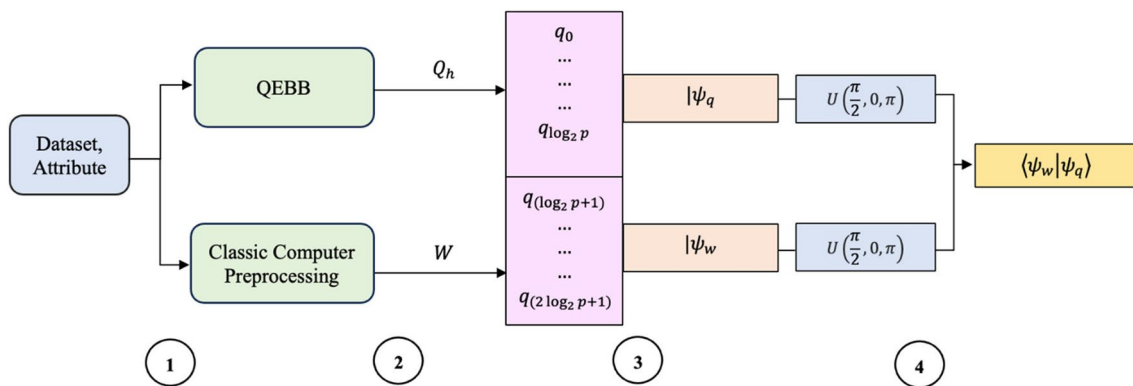 Dataset,
Attribute
QEBB
Classic Computer
Preprocessing
Q_h
W
q_0
...
...
...
q_{log_2 p}
q_{(log_2 p+1)}
...
...
...
q_{(2 log_2 p+1)}
|ψ_q
|ψ_w
U(π/2, 0, π)
U(π/2, 0, π)
⟨ψ_w|ψ_q⟩
1
2
3
4